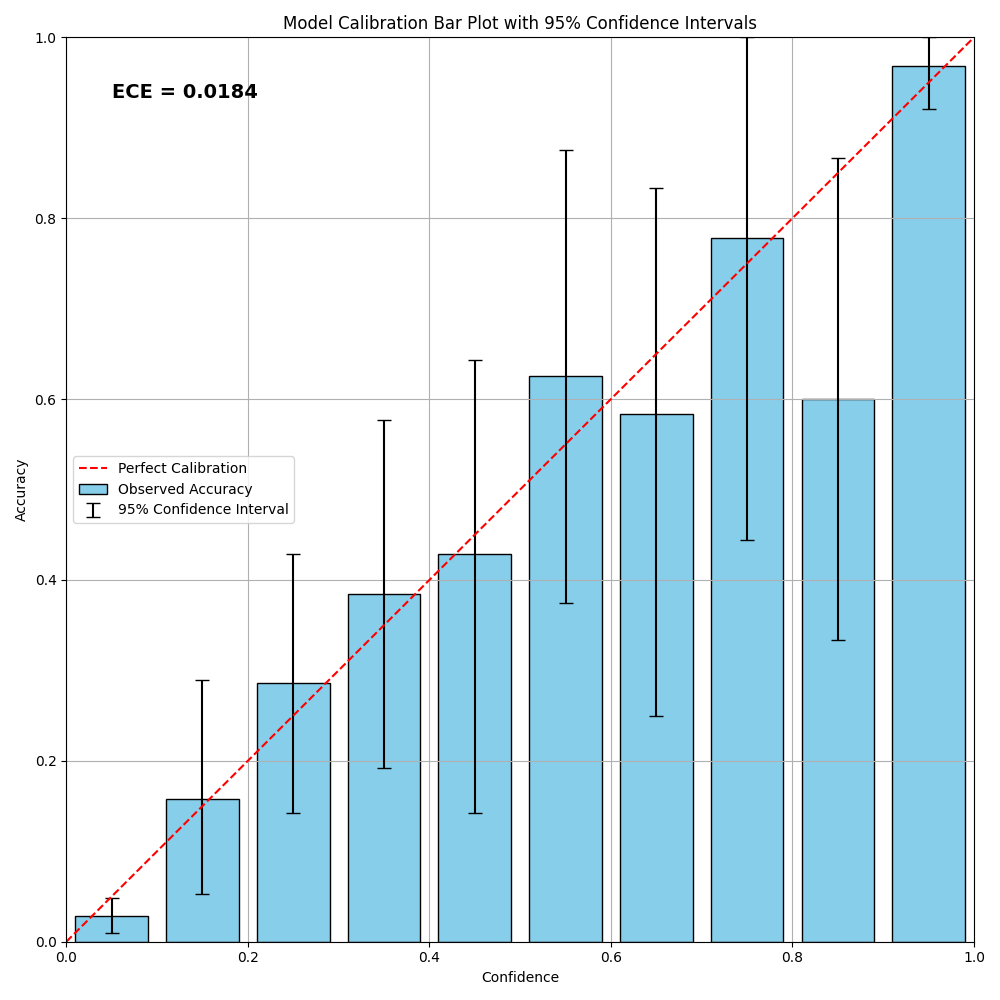 Model Calibration Bar Plot with 95% Confidence Intervals
ECE = 0.0184
Accuracy
1.0
0.8
0.6
0.4
0.2
0.0
Perfect Calibration
Observed Accuracy
95% Confidence Interval
0.0 0.2 0.4 0.6 0.8 1.0
Confidence